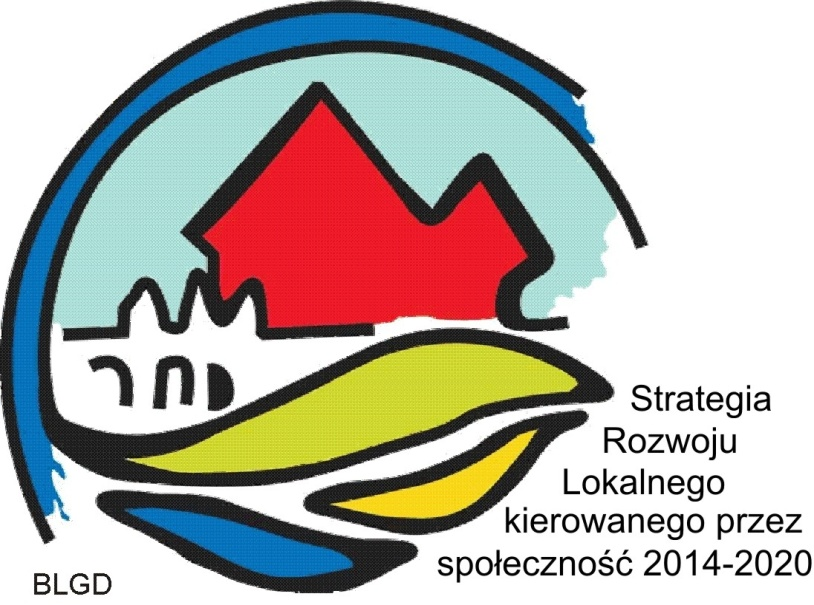 Strategia
Rozwoju
Lokalnego
kierowanego przez
społeczność 2014-2020
BLGD